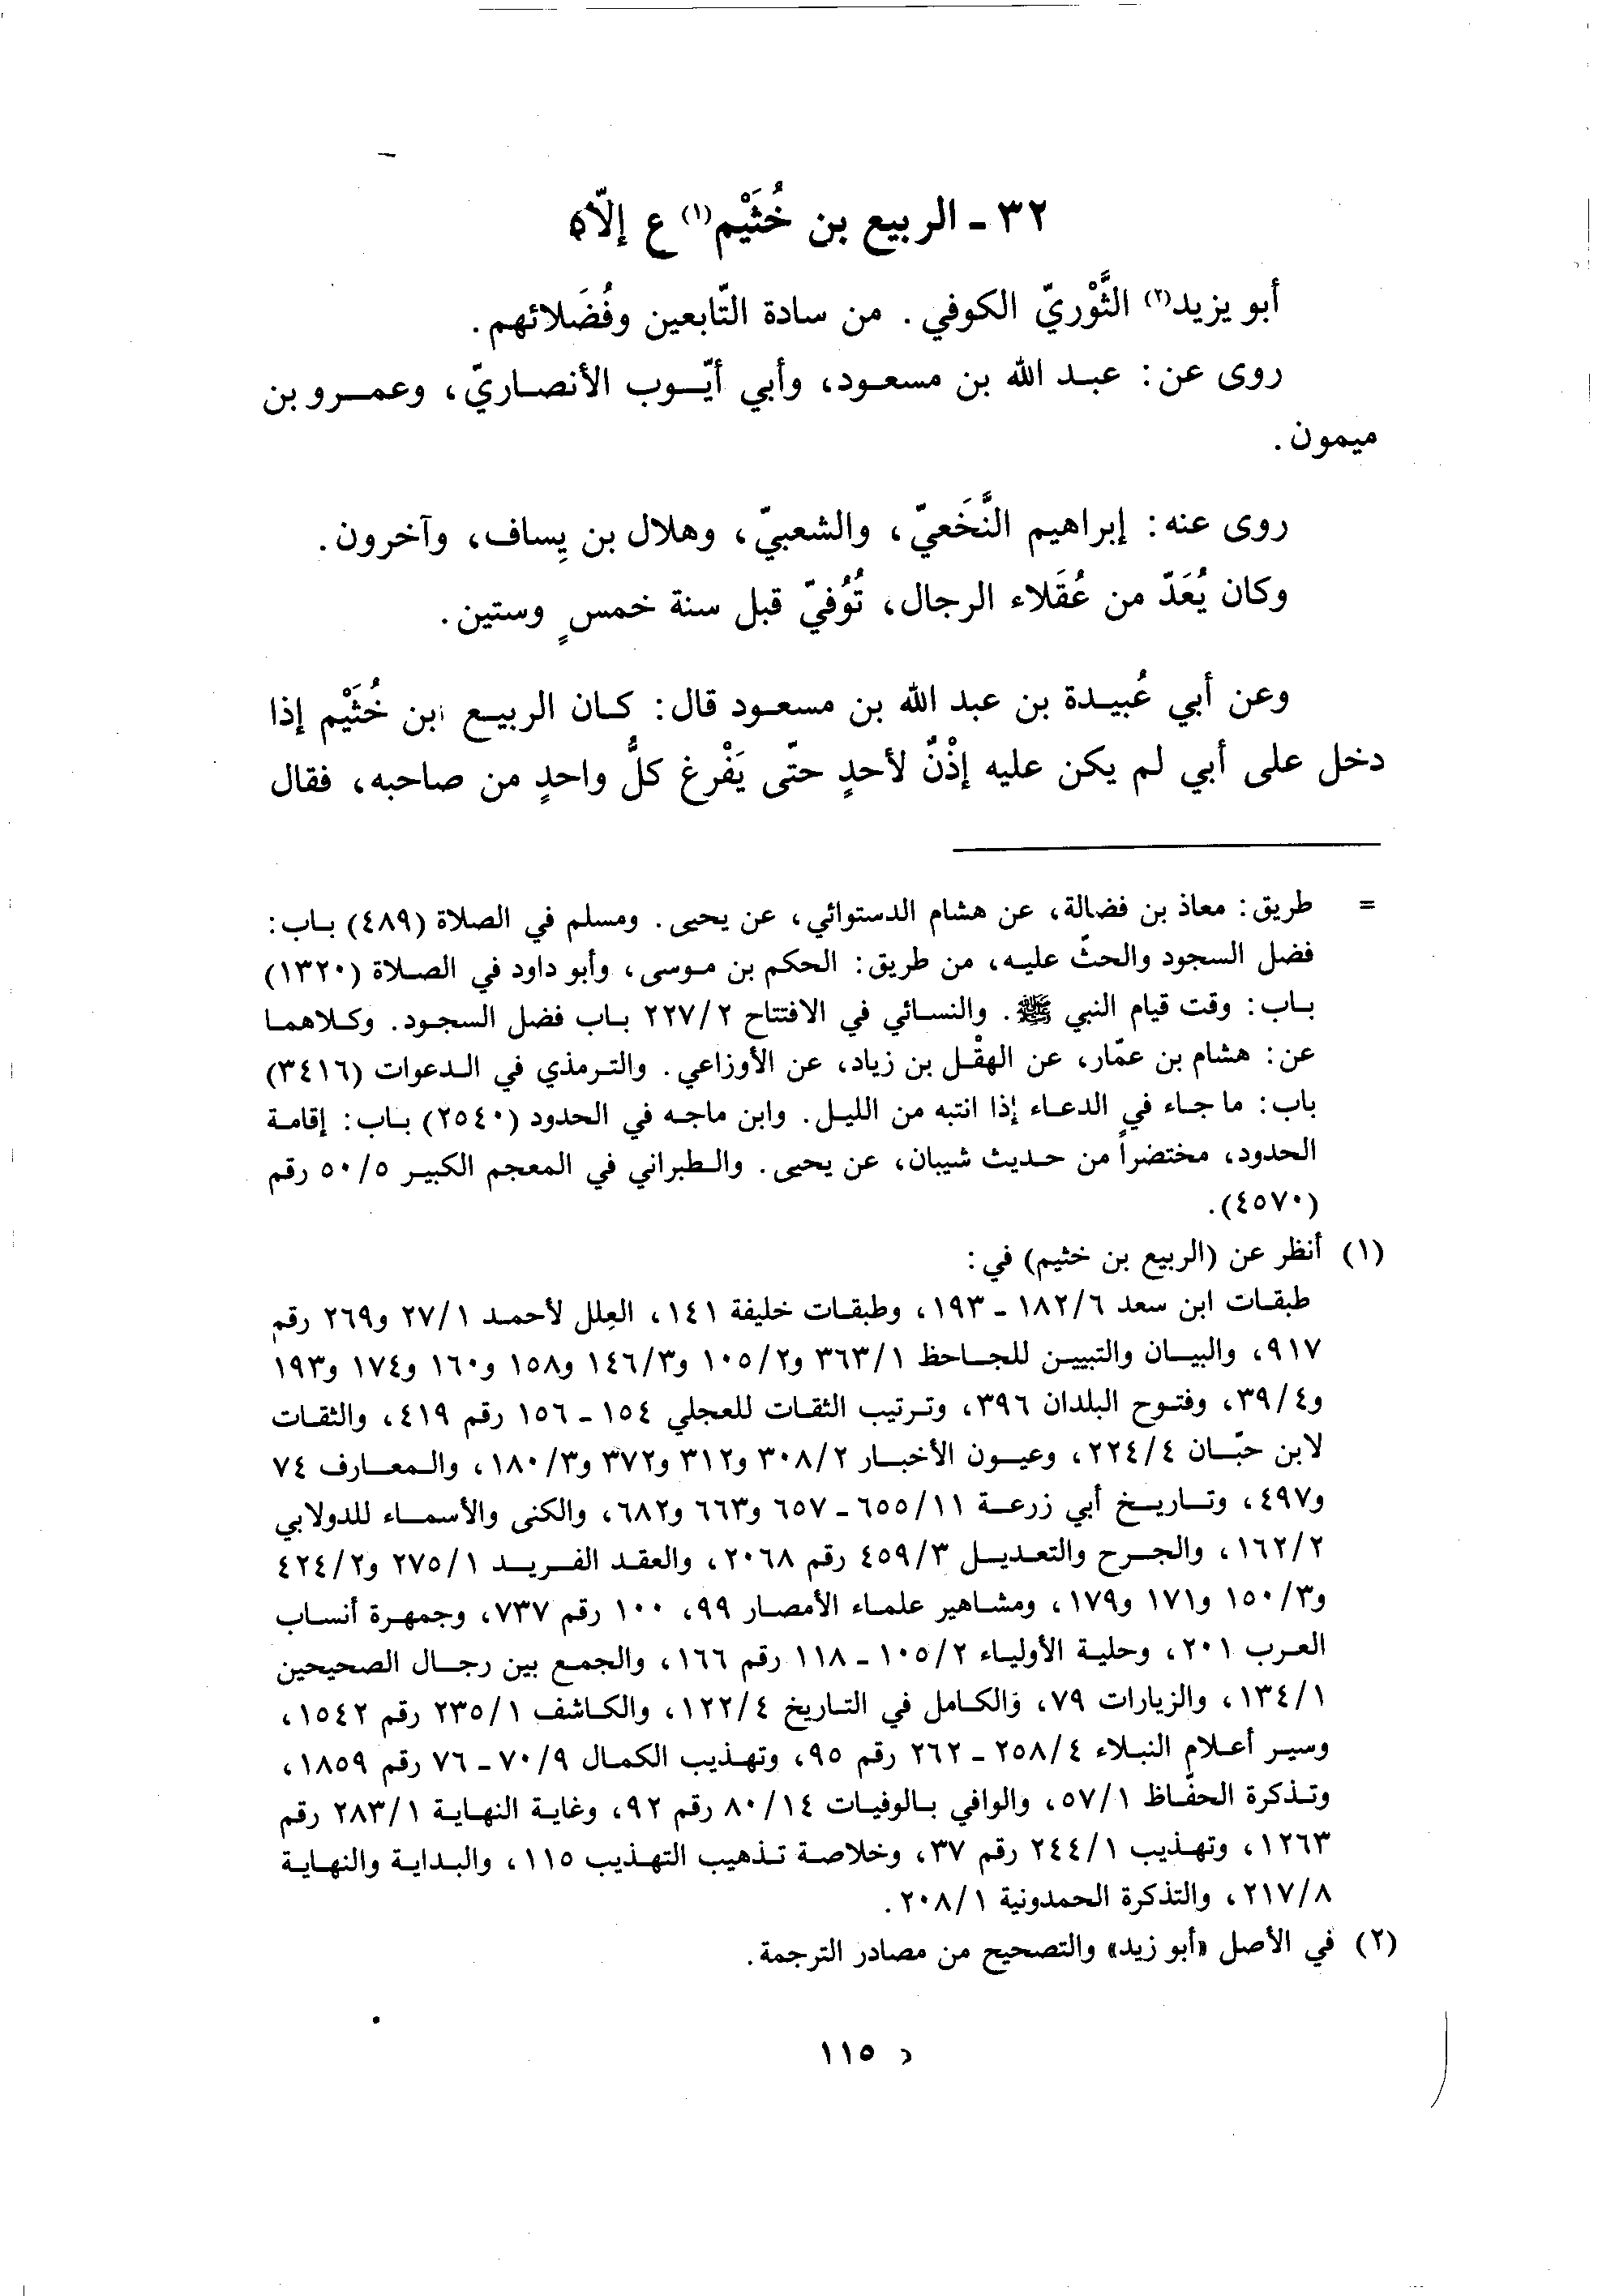 ٣٢ - الربيع بن خُثَيْم(١) ع إلّا
أبو يزيد(٢) الثَّوْريّ الكوفي. من سادة التّابعين وفُضَلائهم.
روى عن: عبد الله بن مسعود، وأبي أيّوب الأنصاريّ، وعمرو بن
ميمون.
روى عنه: إبراهيم النَّخَعيّ، والشعبيّ، وهلال بن يِساف، وآخرون.
وكان يُعَدّ من عُقَلاء الرجال، تُوُفيّ قبل سنة خمسٍ وستين.
وعن أبي عُبيدة بن عبد الله بن مسعود قال: كان الربيع ابن خُثَيْم إذا
دخل على أبي لم يكن عليه إذْنٌ لأحدٍ حتّى يَفْرغ كلُّ واحدٍ من صاحبه، فقال
= طريق: معاذ بن فضالة، عن هشام الدستوائي، عن يحيى. ومسلم في الصلاة (٤٨٩) باب:
فضل السجود والحثّ عليه، من طريق: الحكم بن موسى، وأبو داود في الصلاة (١٣٢٠)
باب: وقت قيام النبي ﷺ. والنسائي في الافتتاح ٢/٢٢٧ باب فضل السجود. وكلاهما
عن: هشام بن عمّار، عن الهقْل بن زياد، عن الأوزاعي. والترمذي في الدعوات (٣٤١٦)
باب: ما جاء في الدعاء إذا انتبه من الليل. وابن ماجه في الحدود (٢٥٤٠) باب: إقامة
الحدود، مختضراً من حديث شيبان، عن يحيى. والطبراني في المعجم الكبير ٥/٥٠ رقم
(٤٥٧٠).
(١) أنظر عن (الربيع بن خثيم) في:
طبقات ابن سعد ٦/١٨٢ - ١٩٣، وطبقات خليفة ١٤١، العِلل لأحمد ١/٢٧ و٢٦٩ رقم
٩١٧، والبيان والتبيين للجاحظ ١/٣٦٣ و٢/١٠٥ و٣/١٤٦ و١٥٨ و١٦٠ و١٧٤ و١٩٣
و٤/٣٩، وفتوح البلدان ٣٩٦، وترتيب الثقات للعجلي ١٥٤ - ١٥٦ رقم ٤١٩، والثقات
لابن حبّان ٤/٢٢٤، وعيون الأخبار ٢/٣٠٨ و٣١٢ و٣٧٢ و٣/١٨٠، والمعارف ٧٤
و٤٩٧، وتاريخ أبي زرعة ١١/٦٥٥ - ٦٥٧ و٦٦٣ و٦٨٢، والكنى والأسماء للدولابي
٢/١٦٢، والجرح والتعديل ٣/٤٥٩ رقم ٢٠٦٨، والعقد الفريد ١/٢٧٥ و٢/٤٢٤
و٣/١٥٠ و١٧١ و١٧٩، ومشاهير علماء الأمصار ٩٩، ١٠٠ رقم ٧٣٧، وجمهرة أنساب
العرب ٢٠١، وحلية الأولياء ٢/١٠٥ - ١١٨ رقم ١٦٦، والجمع بين رجال الصحيحين
١/١٣٤، والزيارات ٧٩، والكامل في التاريخ ٤/١٢٢، والكاشف ١/٢٣٥ رقم ١٥٤٢،
وسير أعلام النبلاء ٤/٢٥٨ - ٢٦٢ رقم ٩٥، وتهذيب الكمال ٩/٧٠ - ٧٦ رقم ١٨٥٩،
وتذكرة الحفّاظ ١/٥٧، والوافي بالوفيات ١٤/٨٠ رقم ٩٢، وغاية النهاية ١/٢٨٣ رقم
١٢٦٣، وتهذيب ١/٢٤٤ رقم ٣٧، وخلاصة تذهيب التهذيب ١١٥، والبداية والنهاية
٨/٢١٧، والتذكرة الحمدونية ١/٢٠٨.
(٢) في الأصل «أبو زيد» والتصحيح من مصادر الترجمة.
١١٥